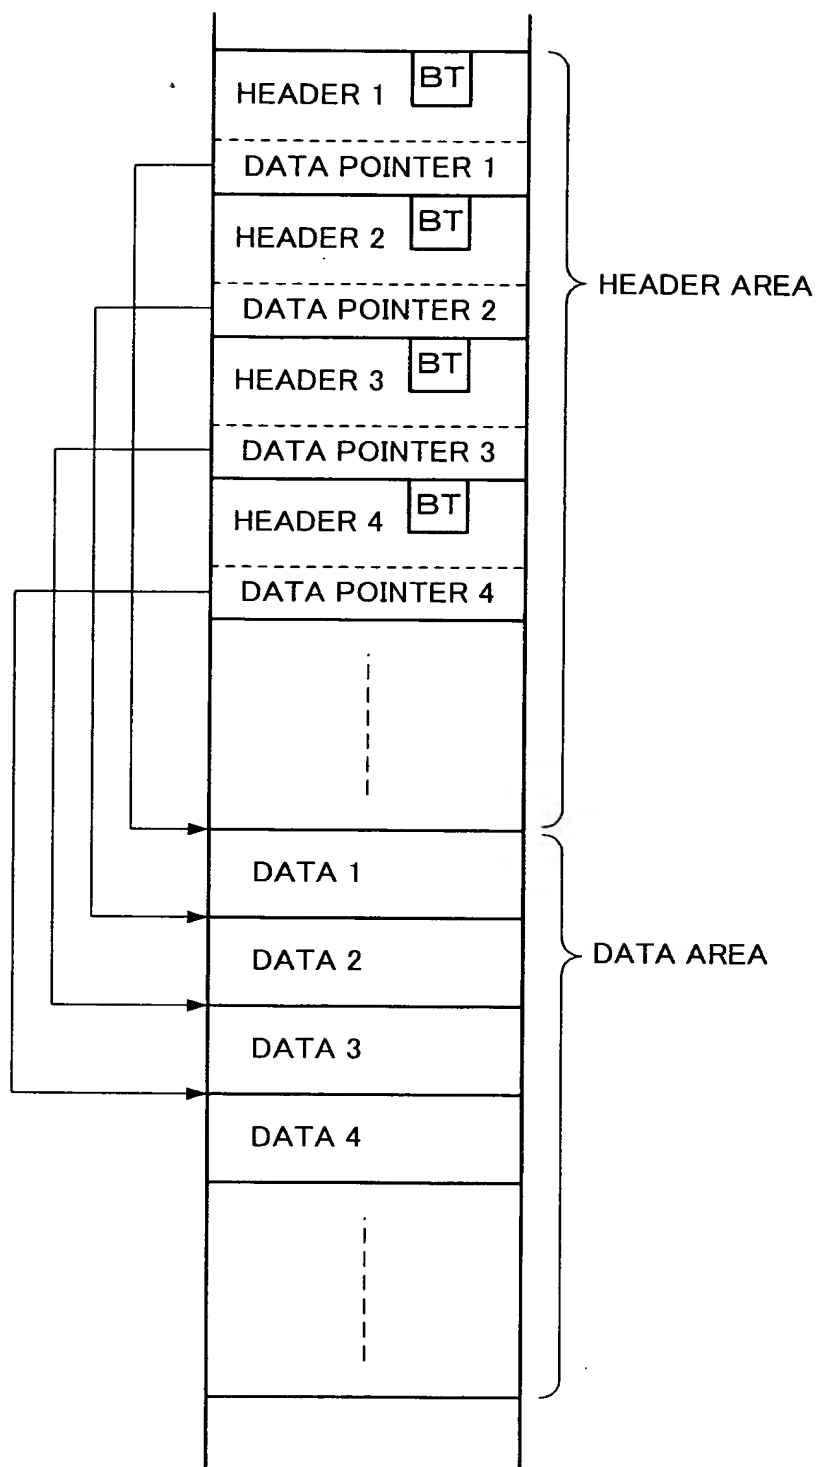 BT
HEADER 1
DATA POINTER 1
BT
HEADER 2
DATA POINTER 2
HEADER AREA
BT
HEADER 3
DATA POINTER 3
BT
HEADER 4
DATA POINTER 4
DATA 1
DATA 2
DATA AREA
DATA 3
DATA 4